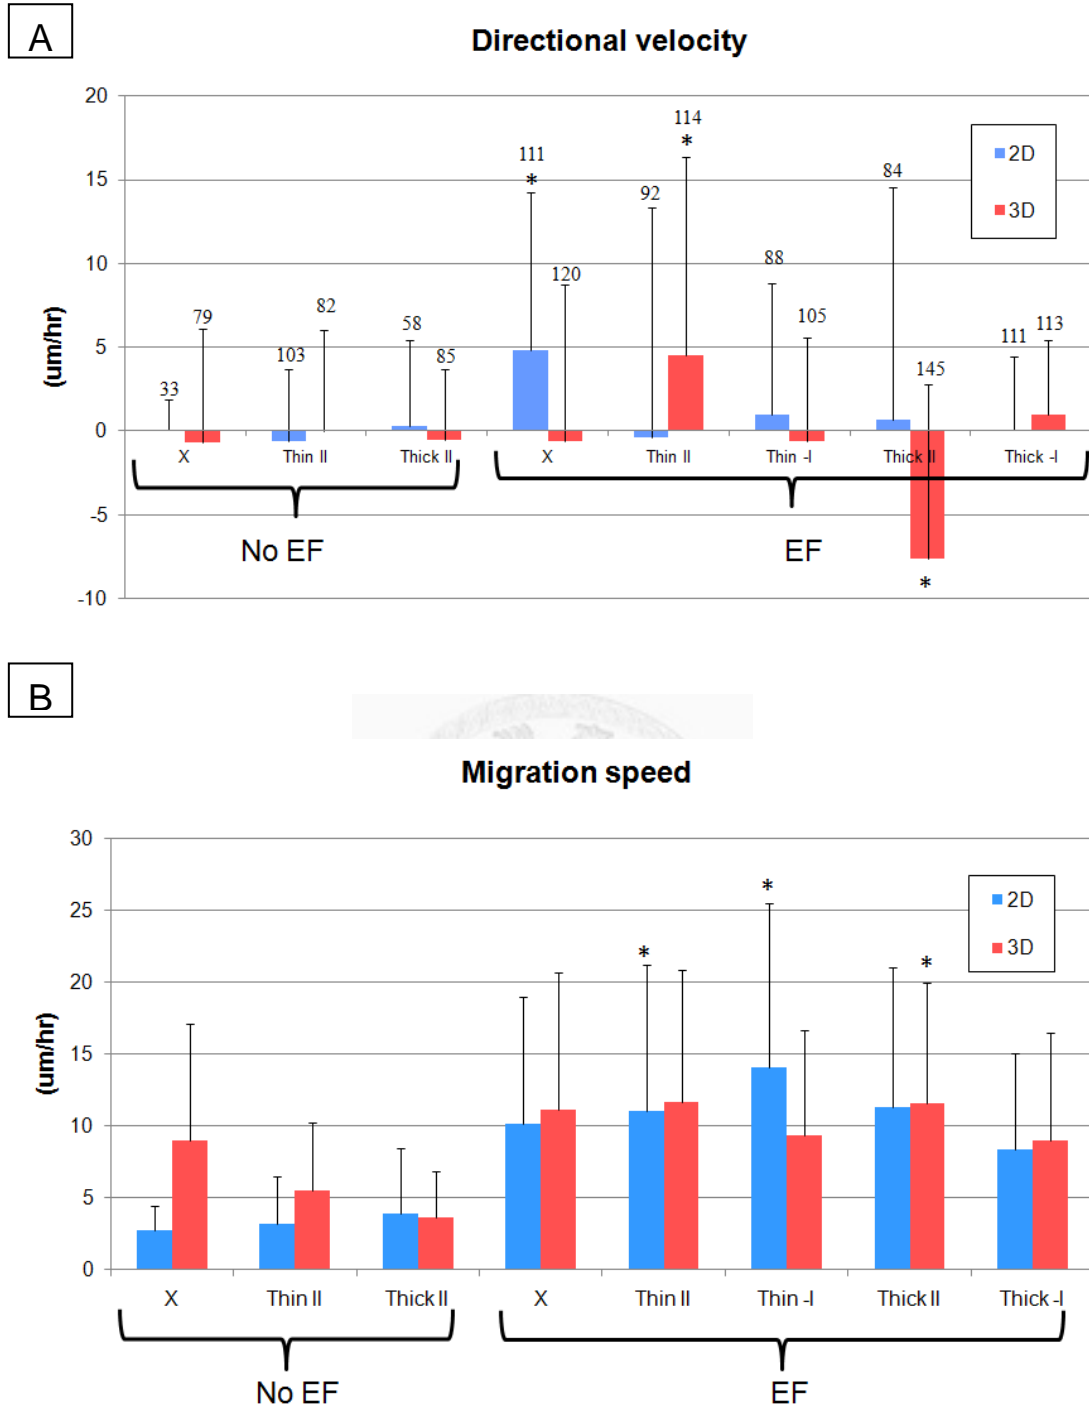 A
Directional velocity
20
15
10
5
0
-5
-10
(um/hr)
33
79
103
82
58
85
111
*
120
92
114
*
88
105
84
145
111
113
*
2D
3D
X
Thin II
Thick II
X
Thin II
Thin -I
Thick II
Thick -I
No EF
EF
B
Migration speed
30
25
20
15
10
5
0
(um/hr)
*
*
*
2D
3D
X
Thin II
Thick II
X
Thin II
Thin -I
Thick II
Thick -I
No EF
EF